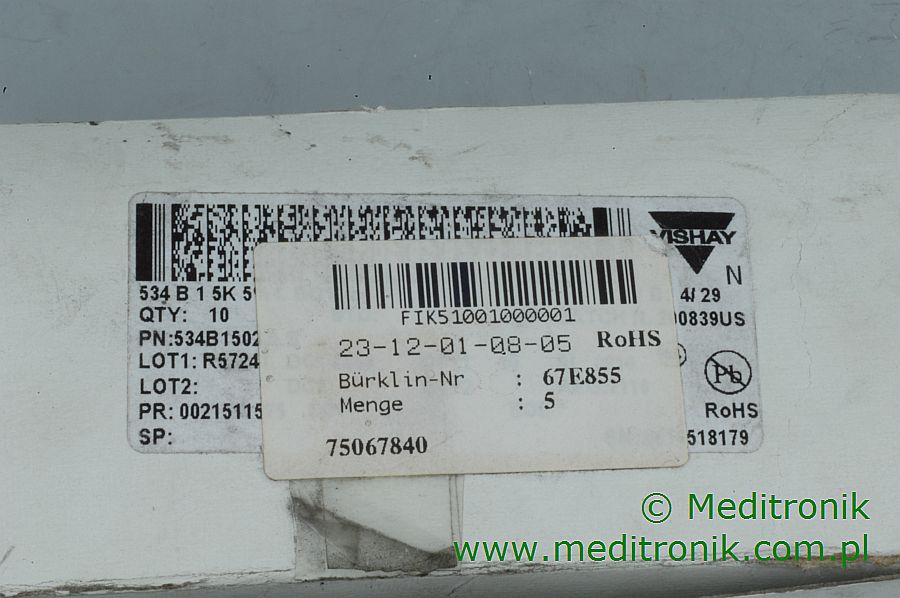 VISHAY
N
534 B 1 5K
4/ 29
QTY: 10
00839US
PN:534B1502
LOT1: R5724
LOT2:
PR: 00215115
RoHS
SP:
518179
Pb
FIK51001000001
23-12-01-08-05 RoHS
Bürklin-Nr : 67E855
Menge : 5
75067840
© Meditronik
www.meditronik.com.pl